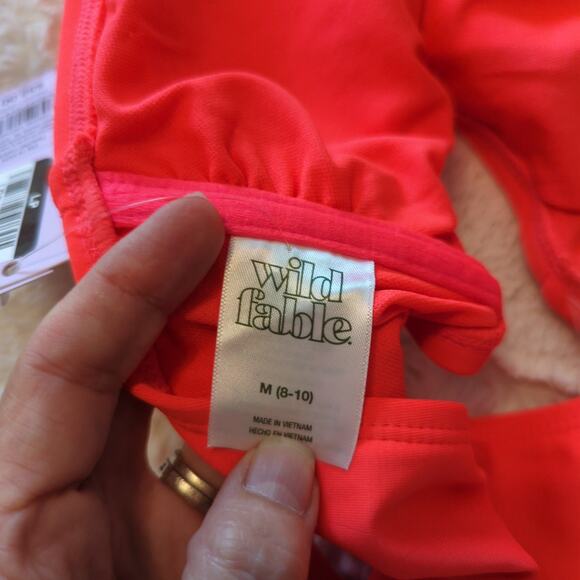 wild
fable.
M (8-10)
MADE IN VIETNAM
HECHO EN VIETNAM